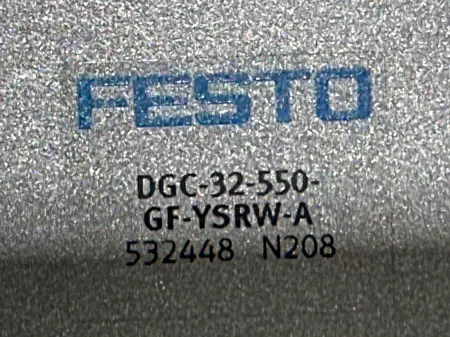 FESTO
DGC-32-550-
GF-YSRW-A
532448 N208